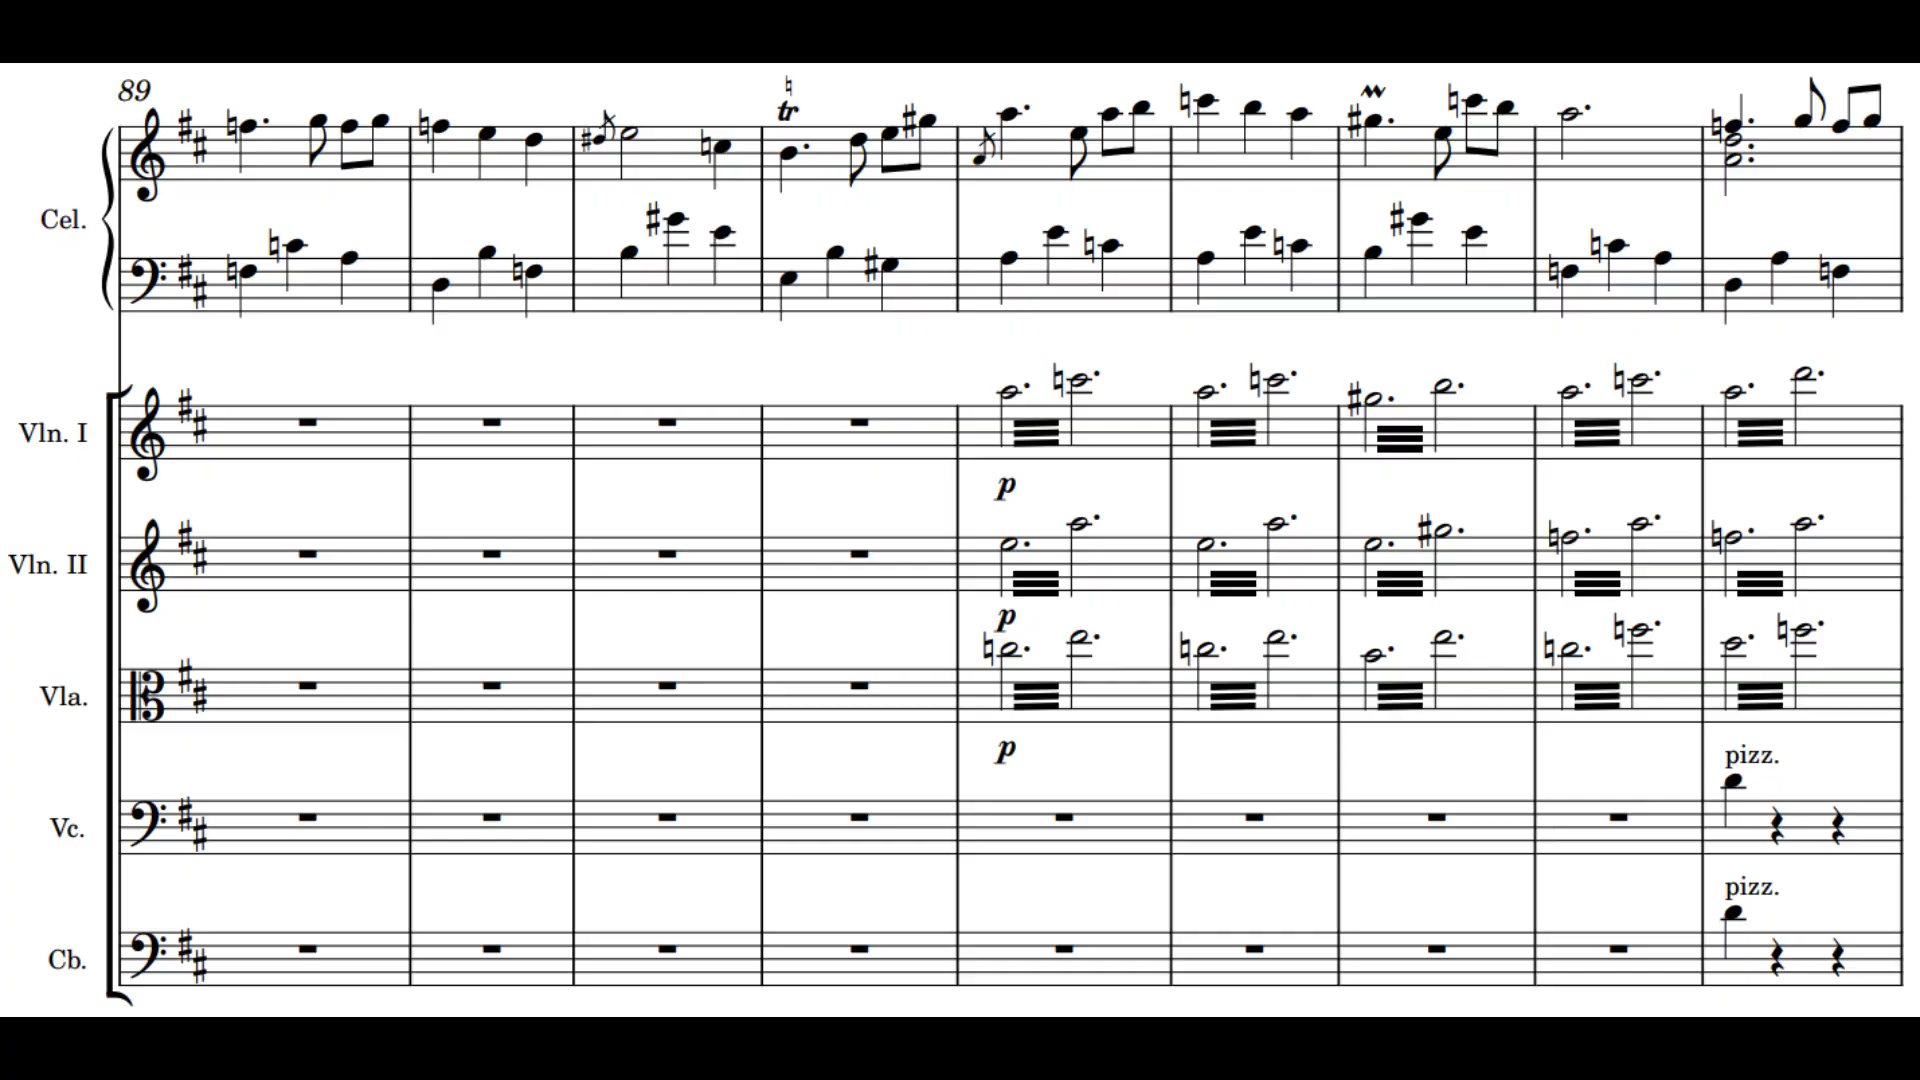 89
tr
Cel.
Vln. I
p
Vln. II
p
Vla.
p
pizz.
Vc.
pizz.
Cb.